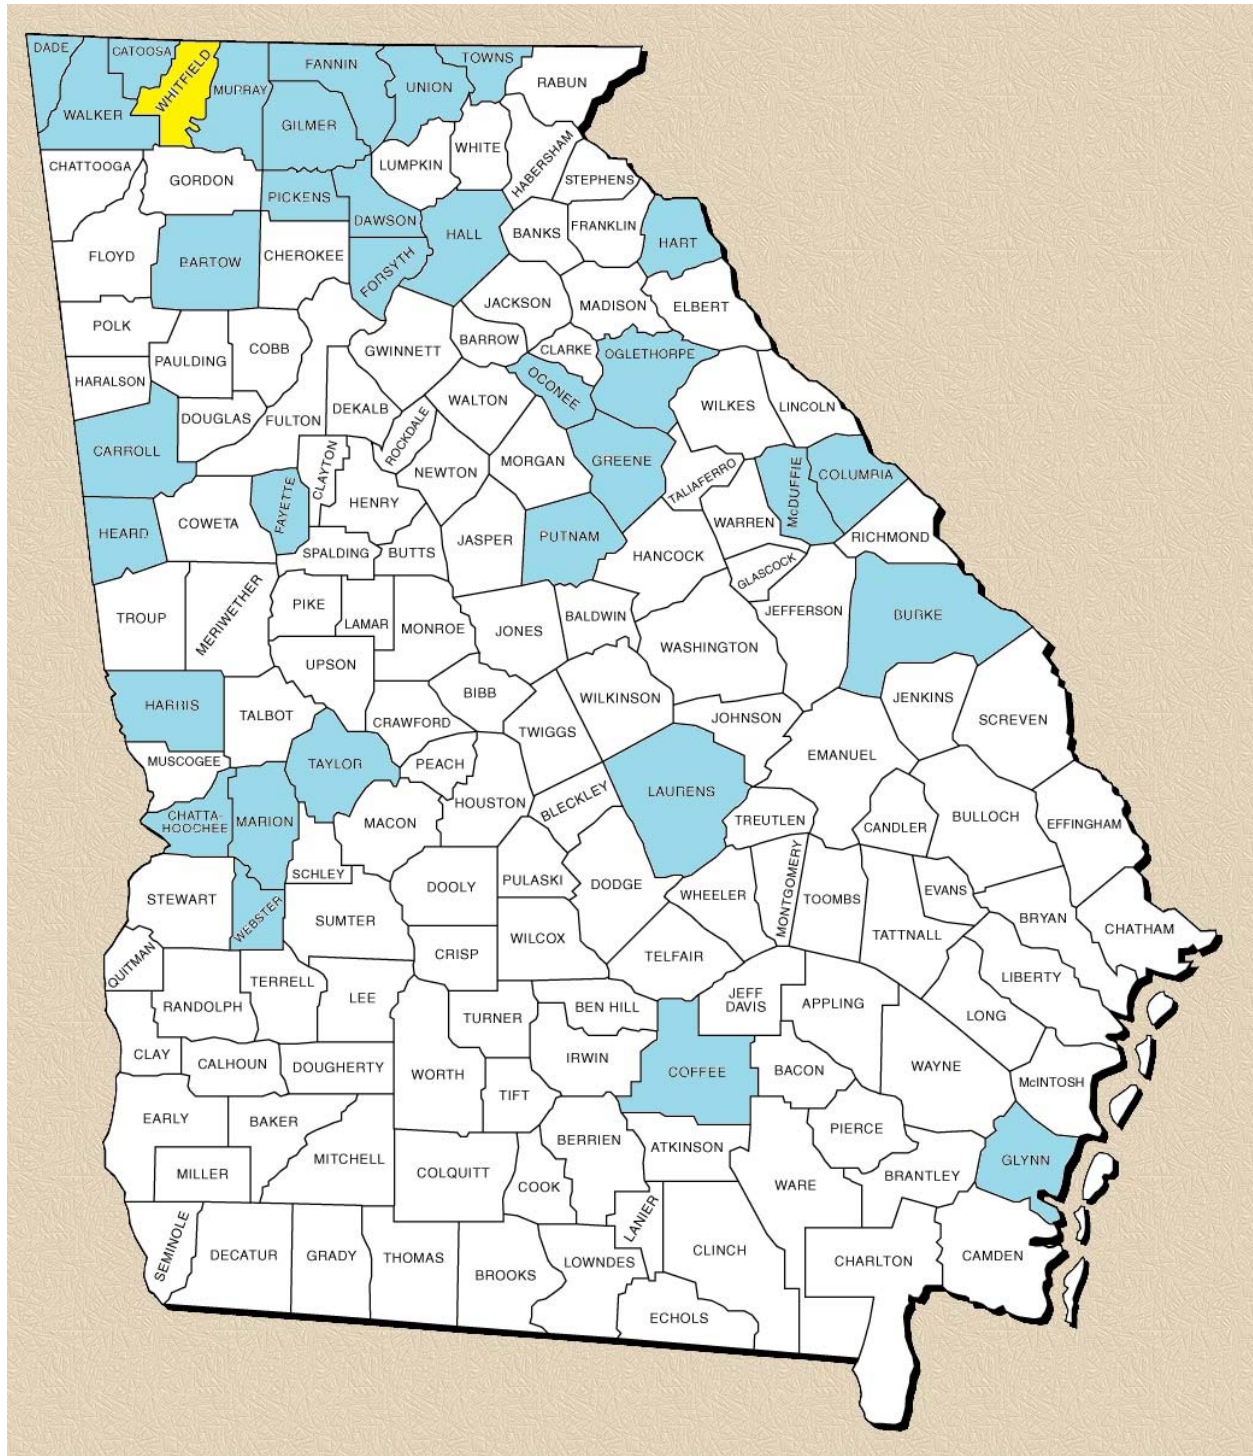 DADE
CATOOSA
WHITFIELD
MURRAY
FANNIN
UNION
TOWNS
RABUN
WALKER
GILMER
CHATTOOGA
GORDON
LUMPKIN
WHITE
HABERSHAM
STEPHENS
PICKENS
DAWSON
HALL
BANKS
FRANKLIN
HART
FLOYD
BARTOW
CHEROKEE
FORSYTH
JACKSON
MADISON
ELBERT
POLK
PAULDING
COBB
GWINNETT
BARROW
CLARKE
OGLETHORPE
HARALSON
DOUGLAS
FULTON
DEKALB
ROCKDALE
WALTON
OCONEE
WILKES
LINCOLN
CARROLL
CLAYTON
NEWTON
MORGAN
GREENE
TALIAFERRO
McDUFFIE
COLUMBIA
HEARD
COWETA
FAYETTE
HENRY
SPALDING
BUTTS
JASPER
PUTNAM
HANCOCK
WARREN
RICHMOND
GLASCOCK
TROUP
MERIWETHER
PIKE
LAMAR
MONROE
JONES
BALDWIN
WASHINGTON
JEFFERSON
BURKE
UPSON
HARRIS
TALBOT
CRAWFORD
BIBB
TWIGGS
WILKINSON
JOHNSON
JENKINS
SCREVEN
MUSCOGEE
TAYLOR
PEACH
EMANUEL
CHATTA-
HOOCHEE
MARION
MACON
HOUSTON
BLECKLEY
LAURENS
TREUTLEN
CANDLER
BULLOCH
EFFINGHAM
STEWART
WEBSTER
SCHLEY
SUMTER
DOOLY
PULASKI
DODGE
WHEELER
MONTGOMERY
TOOMBS
EVANS
TATTNALL
BRYAN
CHATHAM
QUITMAN
RANDOLPH
TERRELL
LEE
CRISP
WILCOX
TELFAIR
JEFF
DAVIS
APPLING
LIBERTY
LONG
TURNER
BEN HILL
CLAY
CALHOUN
DOUGHERTY
WORTH
TIFT
IRWIN
COFFEE
BACON
WAYNE
McINTOSH
EARLY
BAKER
MITCHELL
MILLER
COLQUITT
COOK
BERRIEN
ATKINSON
PIERCE
WARE
BRANTLEY
GLYNN
SEMINOLE
DECATUR
GRADY
THOMAS
BROOKS
LOWNDES
LANIER
CLINCH
ECHOLS
CHARLTON
CAMDEN